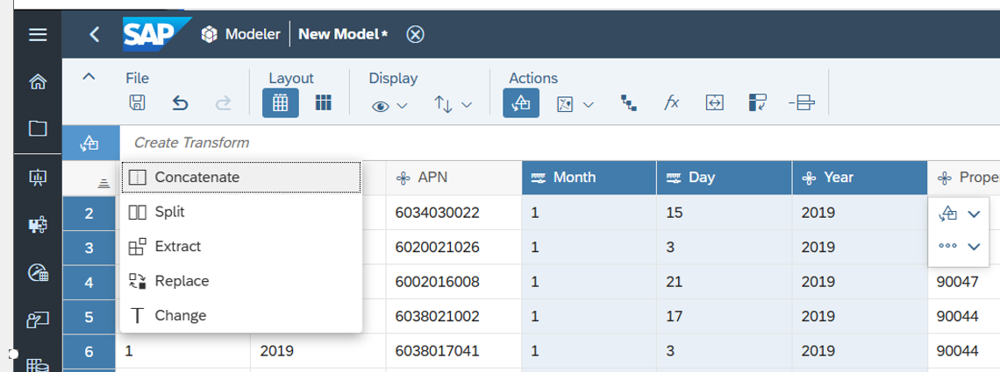 SAP Modeler New Model*
File Layout Display Actions
fx
Create Transform
Concatenate
Split
Extract
Replace
Change
APN Month Day Year Prope
2 6034030022 1 15 2019
3 6020021026 1 3 2019
4 6002016008 1 21 2019 90047
5 6038021002 1 17 2019 90044
6 1 2019 6038017041 1 3 2019 90044